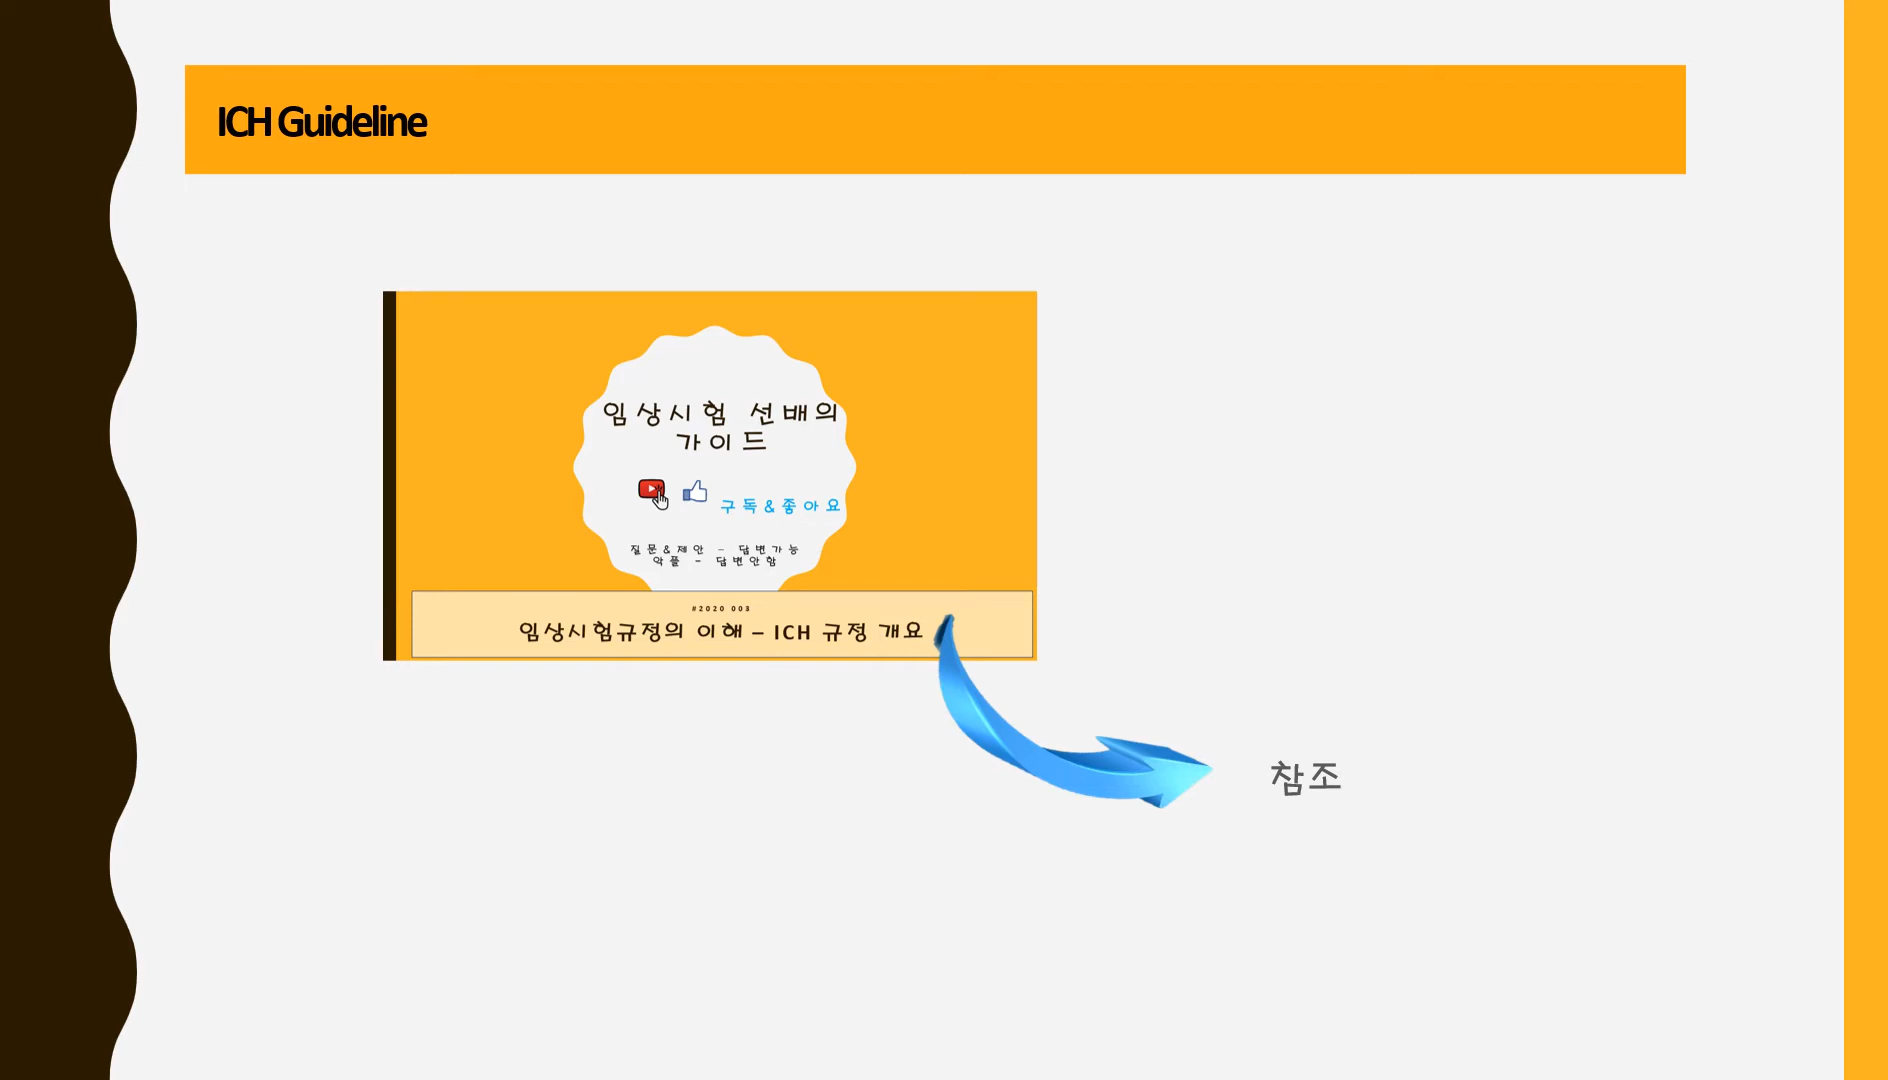 ICH Guideline
임상시험 선배의
가이드
구독&좋아요
질문&제안 - 답변가능
악플 - 답변안함
#2020 003
임상시험규정의 이해 – ICH 규정 개요
참조